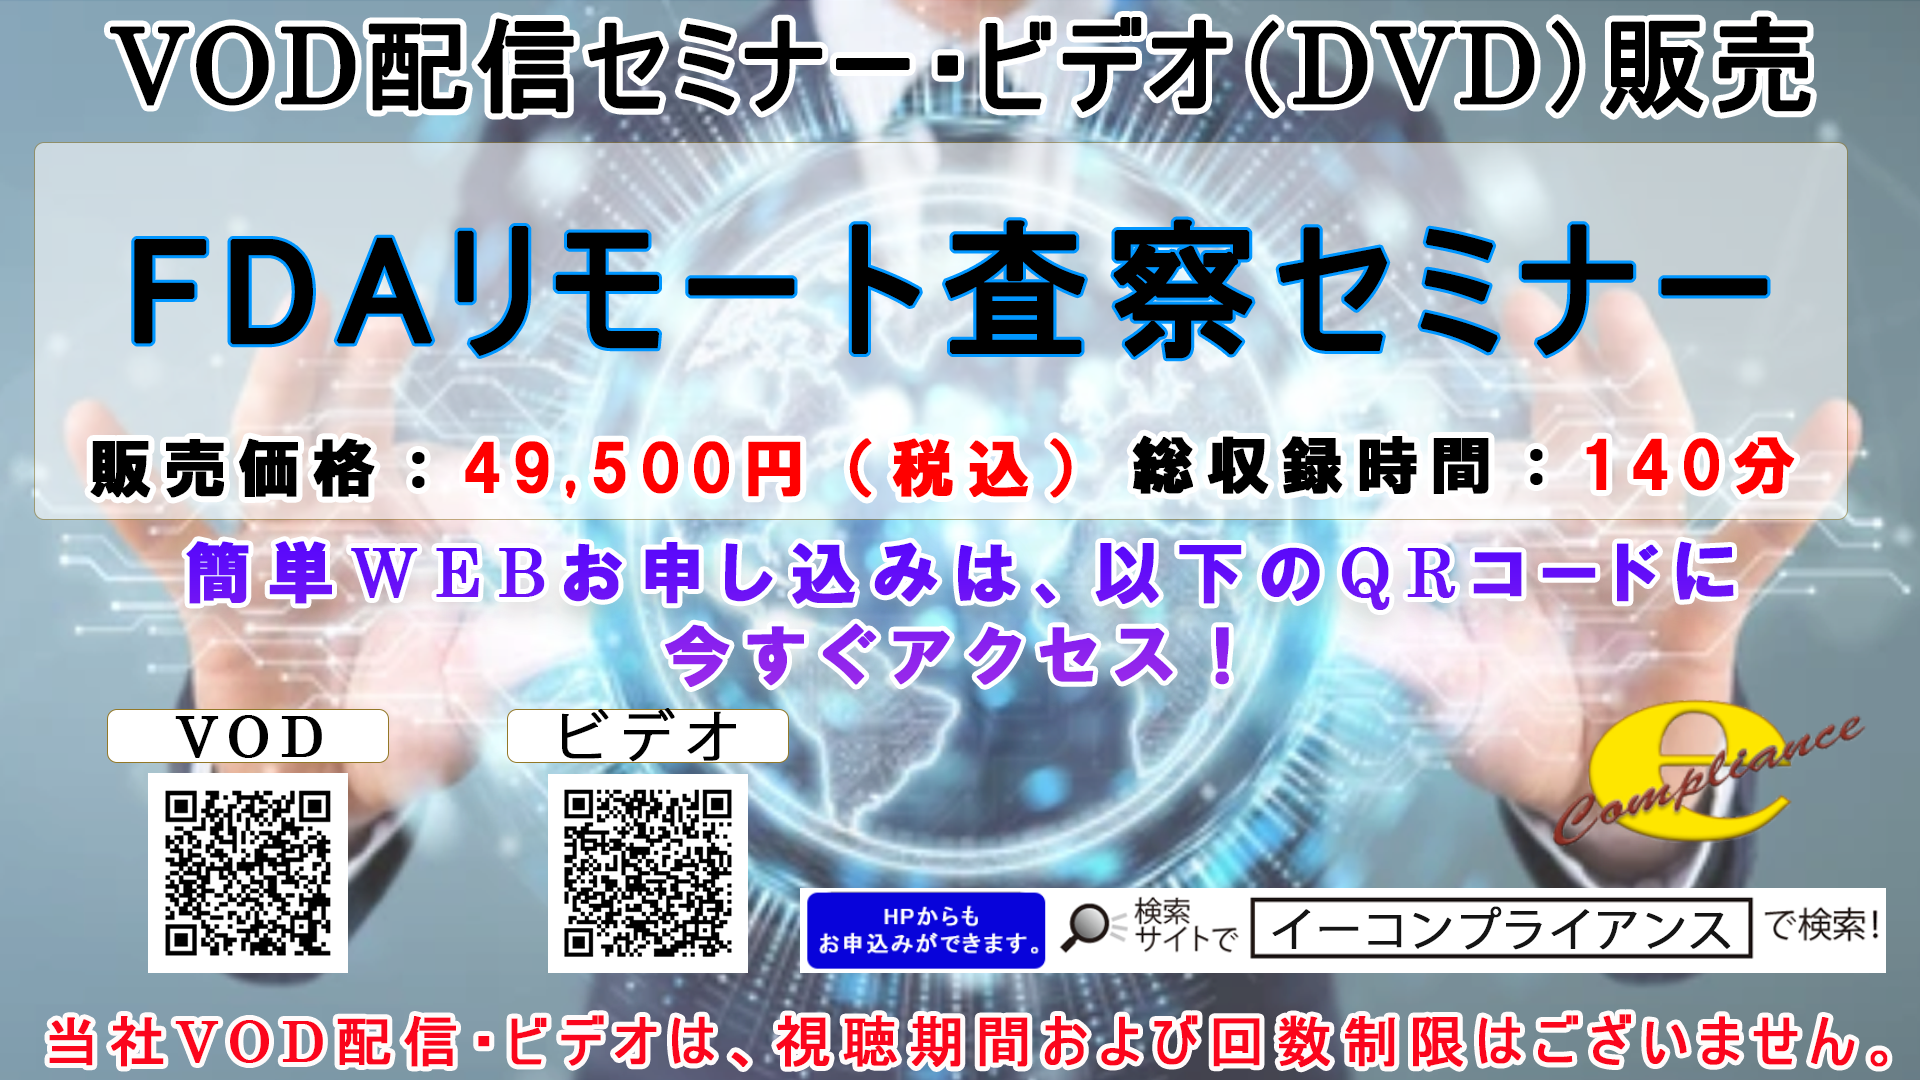 VOD配信セミナー・ビデオ（DVD）販売
FDAリモート査察セミナー
販売価格：49,500円（税込） 総収録時間：140分
簡単WEBお申し込みは、以下のQRコードに
今すぐアクセス！
VOD
ビデオ
e
Compliance
HPからも
お申込みができます。
検索
サイトで
イーコンプライアンス
で検索!
当社VOD配信・ビデオは、視聴期間および回数制限はございません。